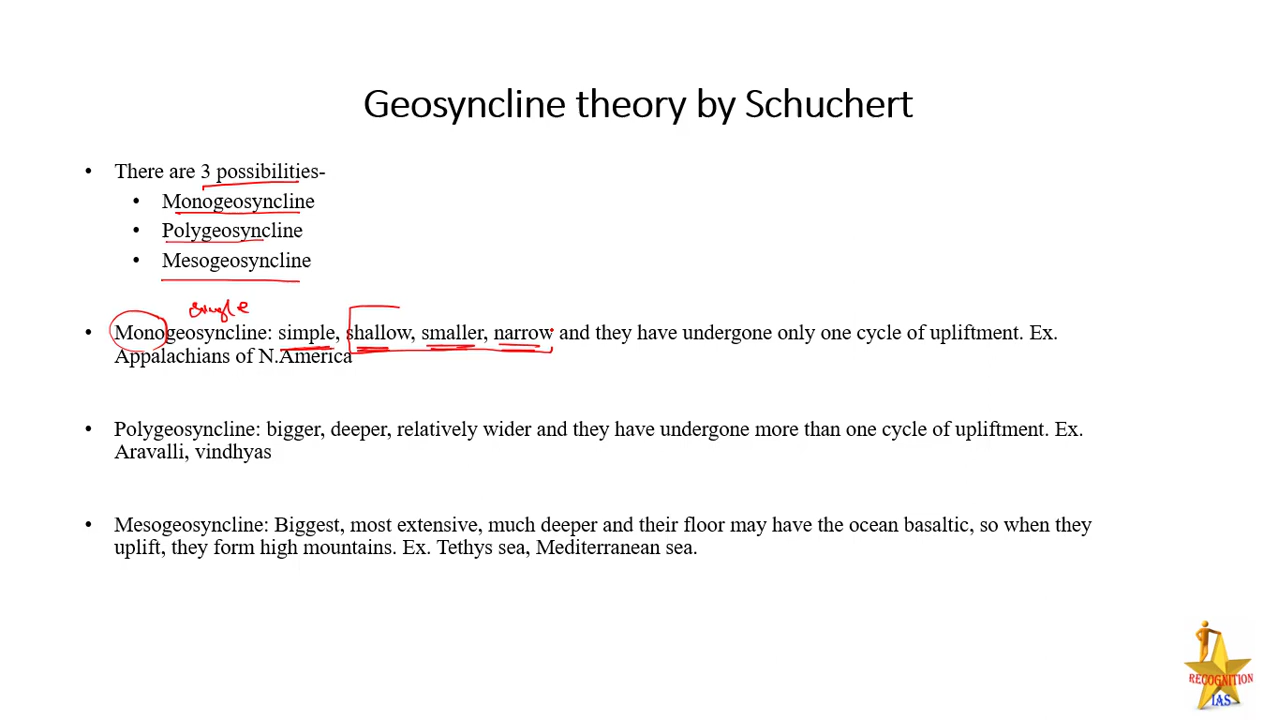 Geosyncline theory by Schuchert
• There are 3 possibilities-
• Monogeosyncline
• Polygeosyncline
• Mesogeosyncline
single
• Monogeosyncline: simple, shallow, smaller, narrow and they have undergone only one cycle of upliftment. Ex.
Appalachians of N.America
• Polygeosyncline: bigger, deeper, relatively wider and they have undergone more than one cycle of upliftment. Ex.
Aravalli, vindhyas
• Mesogeosyncline: Biggest, most extensive, much deeper and their floor may have the ocean basaltic, so when they
uplift, they form high mountains. Ex. Tethys sea, Mediterranean sea.
RECOGNITION
IAS